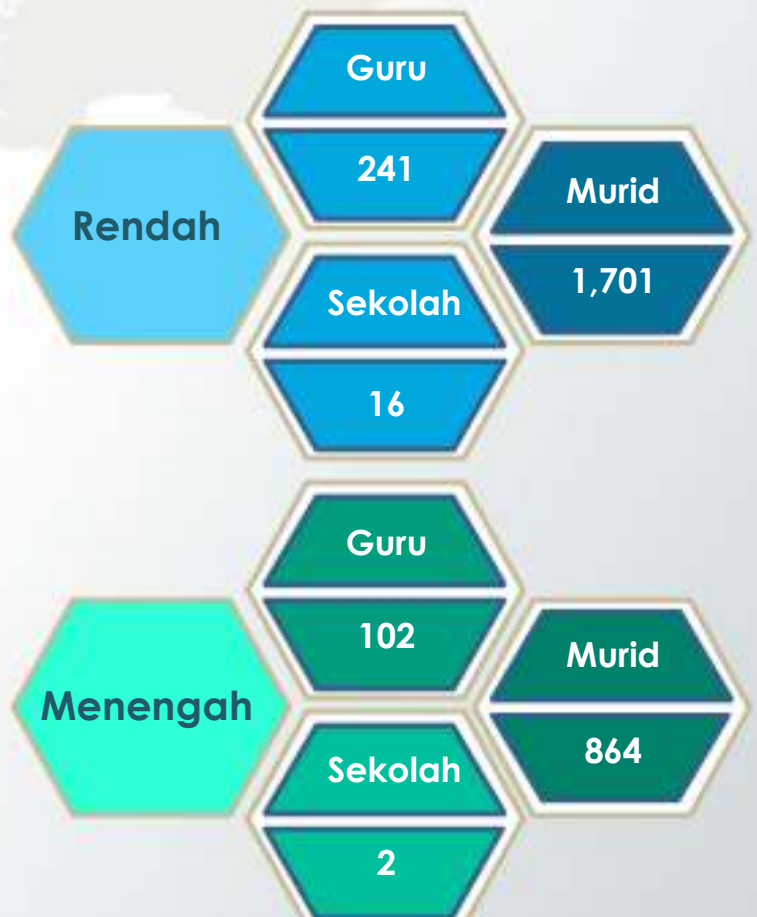 Rendah
Guru
241
Sekolah
16
Murid
1,701
Menengah
Guru
102
Sekolah
2
Murid
864